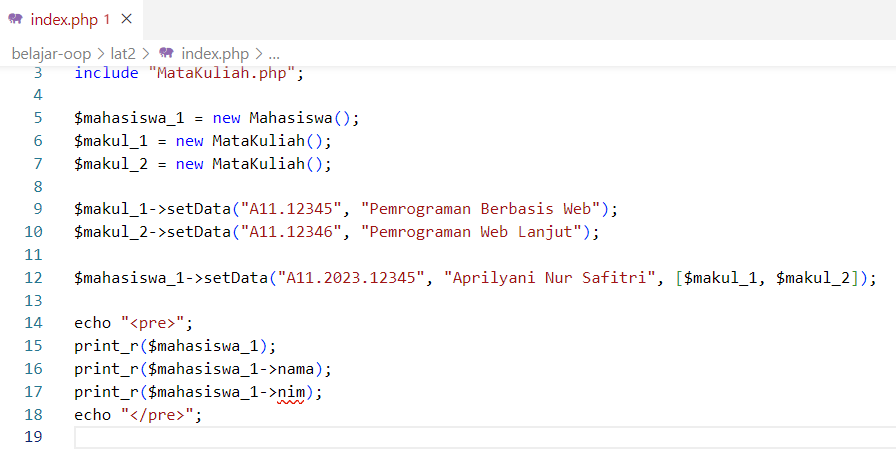 index.php 1 ×
belajar-oop > lat2 > index.php > ...
3 include "MataKuliah.php";
4
5 $mahasiswa_1 = new Mahasiswa();
6 $makul_1 = new MataKuliah();
7 $makul_2 = new MataKuliah();
8
9 $makul_1->setData("A11.12345", "Pemrograman Berbasis Web");
10 $makul_2->setData("A11.12346", "Pemrograman Web Lanjut");
11
12 $mahasiswa_1->setData("A11.2023.12345", "Aprilyani Nur Safitri", [$makul_1, $makul_2]);
13
14 echo "<pre>";
15 print_r($mahasiswa_1);
16 print_r($mahasiswa_1->nama);
17 print_r($mahasiswa_1->nim);
18 echo "</pre>";
19